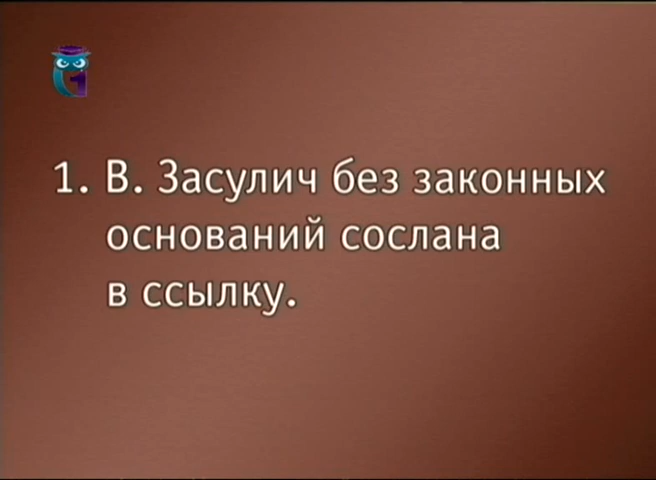 1. В. Засулич без законных
оснований сослана
в ссылку.